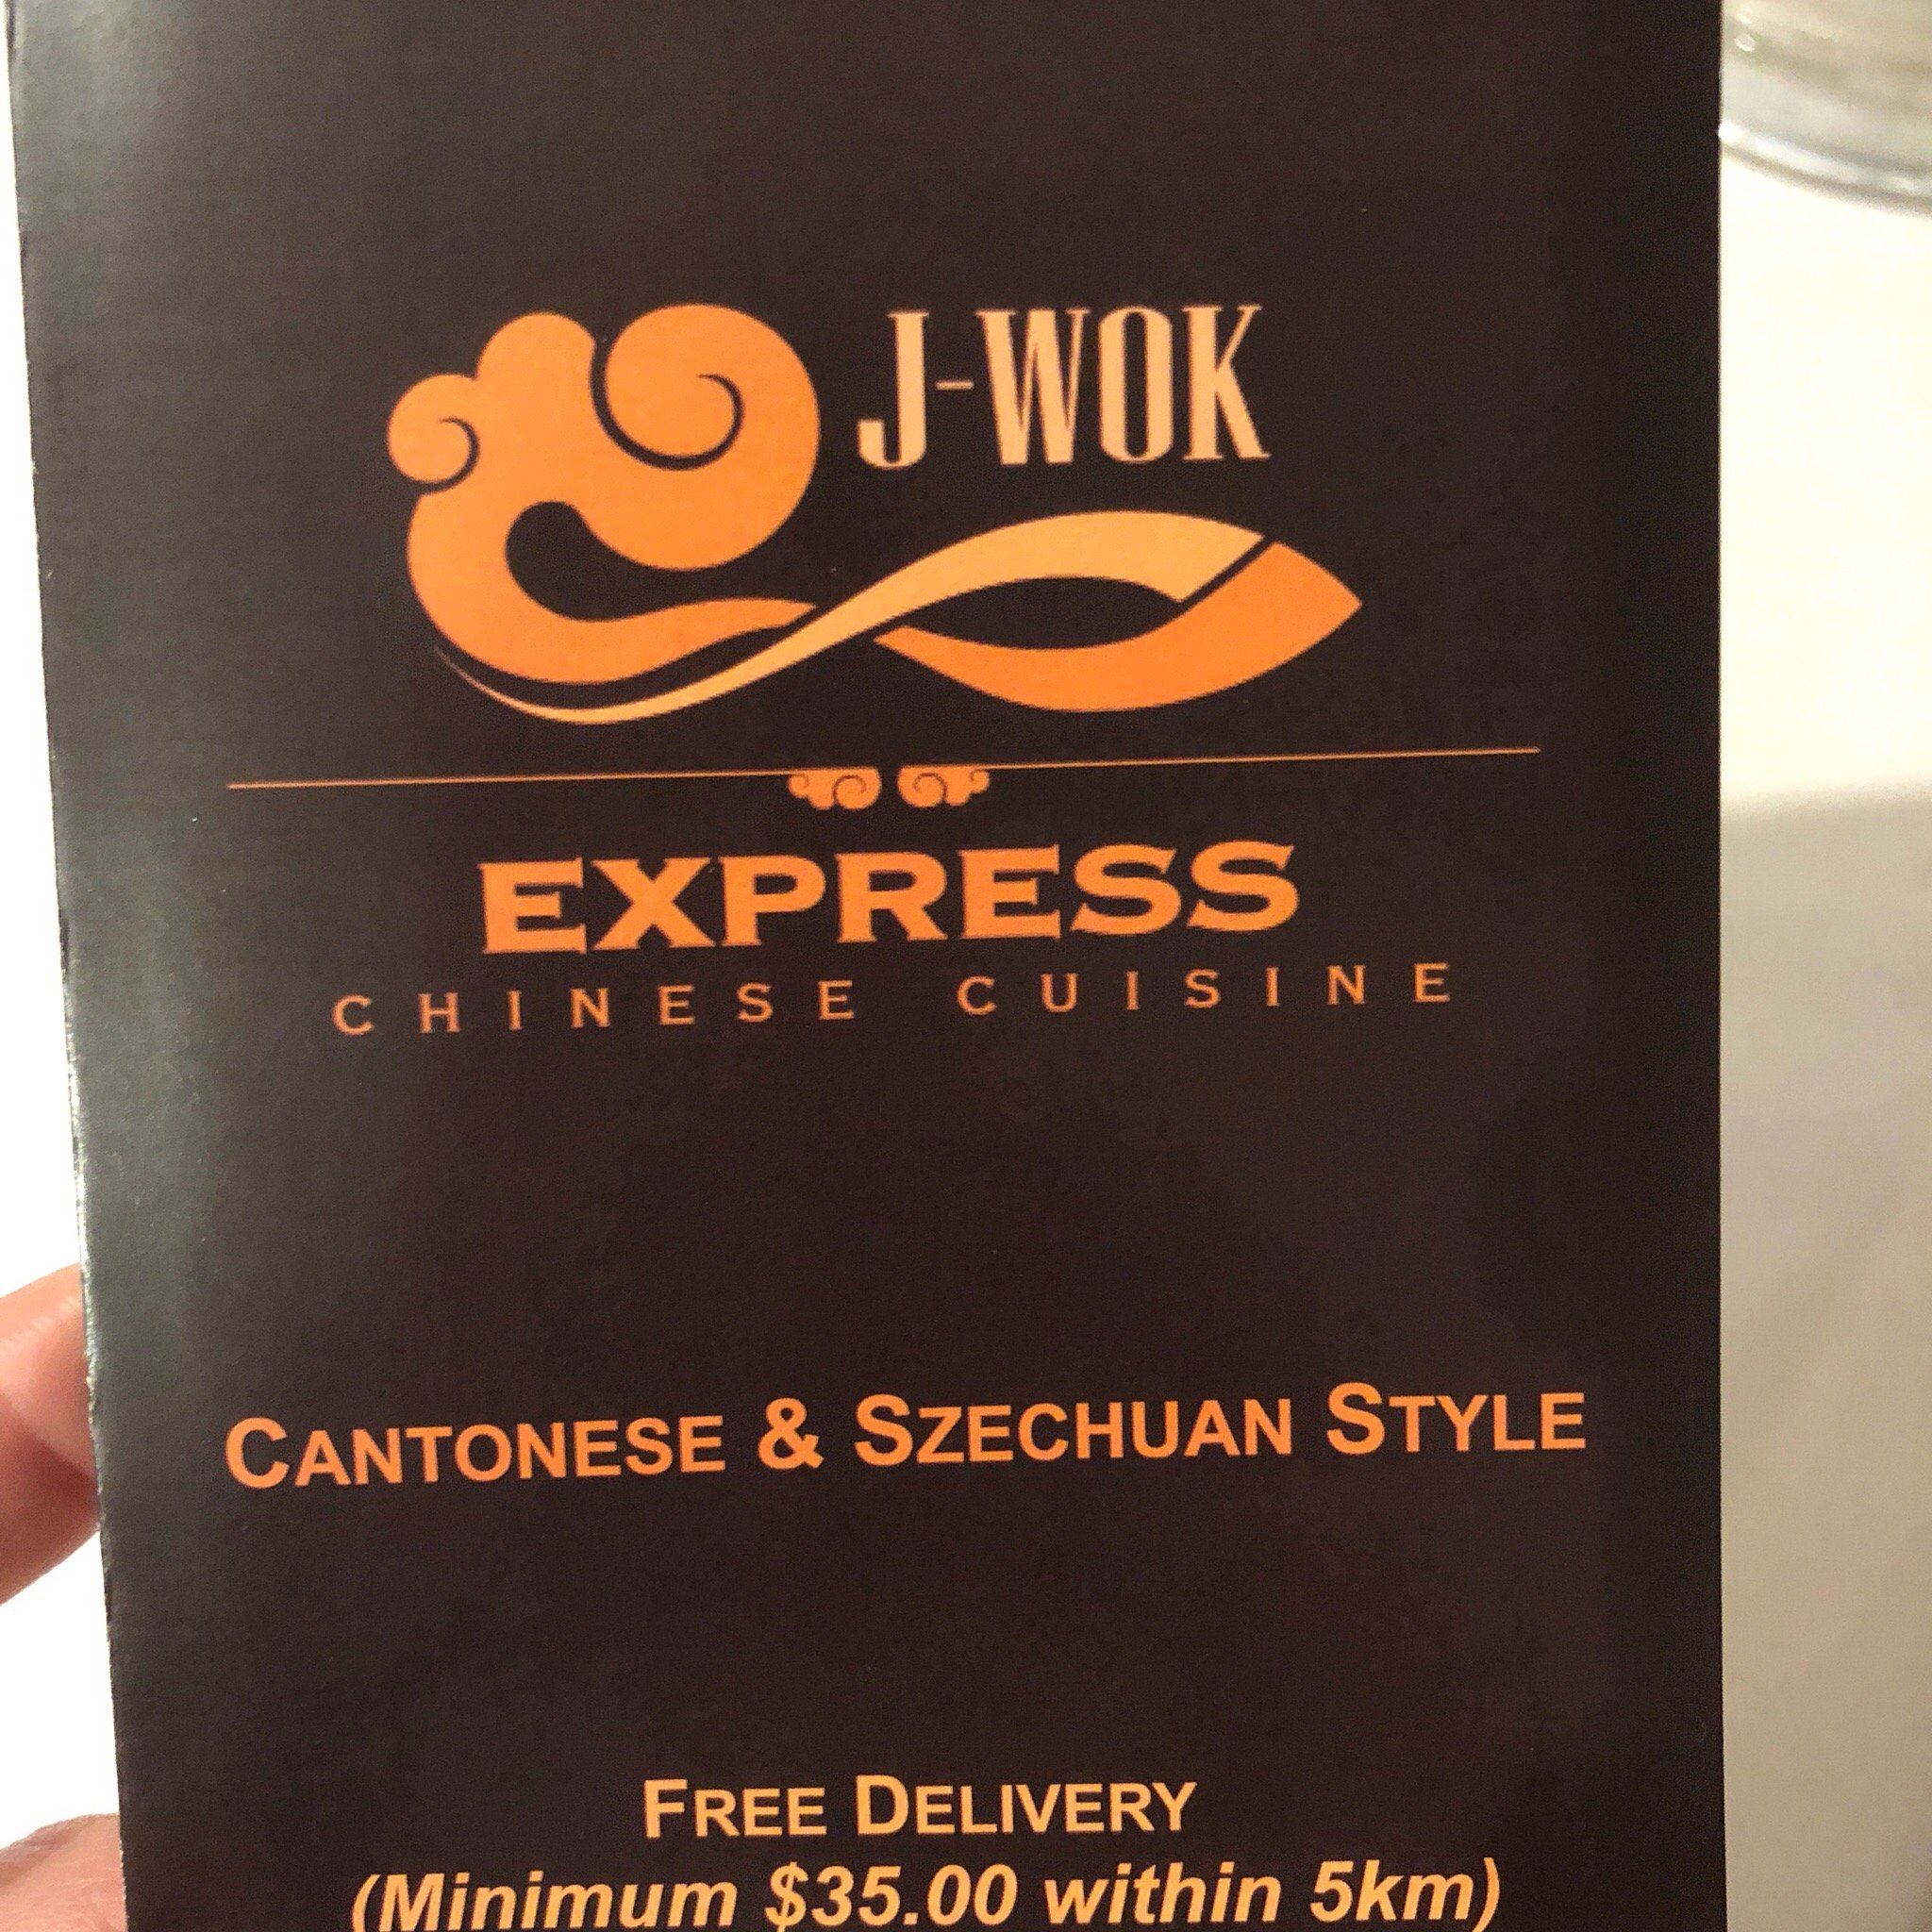 J-WOK
EXPRESS
CHINESE CUISINE
CANTONESE & SZECHUAN STYLE
FREE DELIVERY
(Minimum $35.00 within 5km)